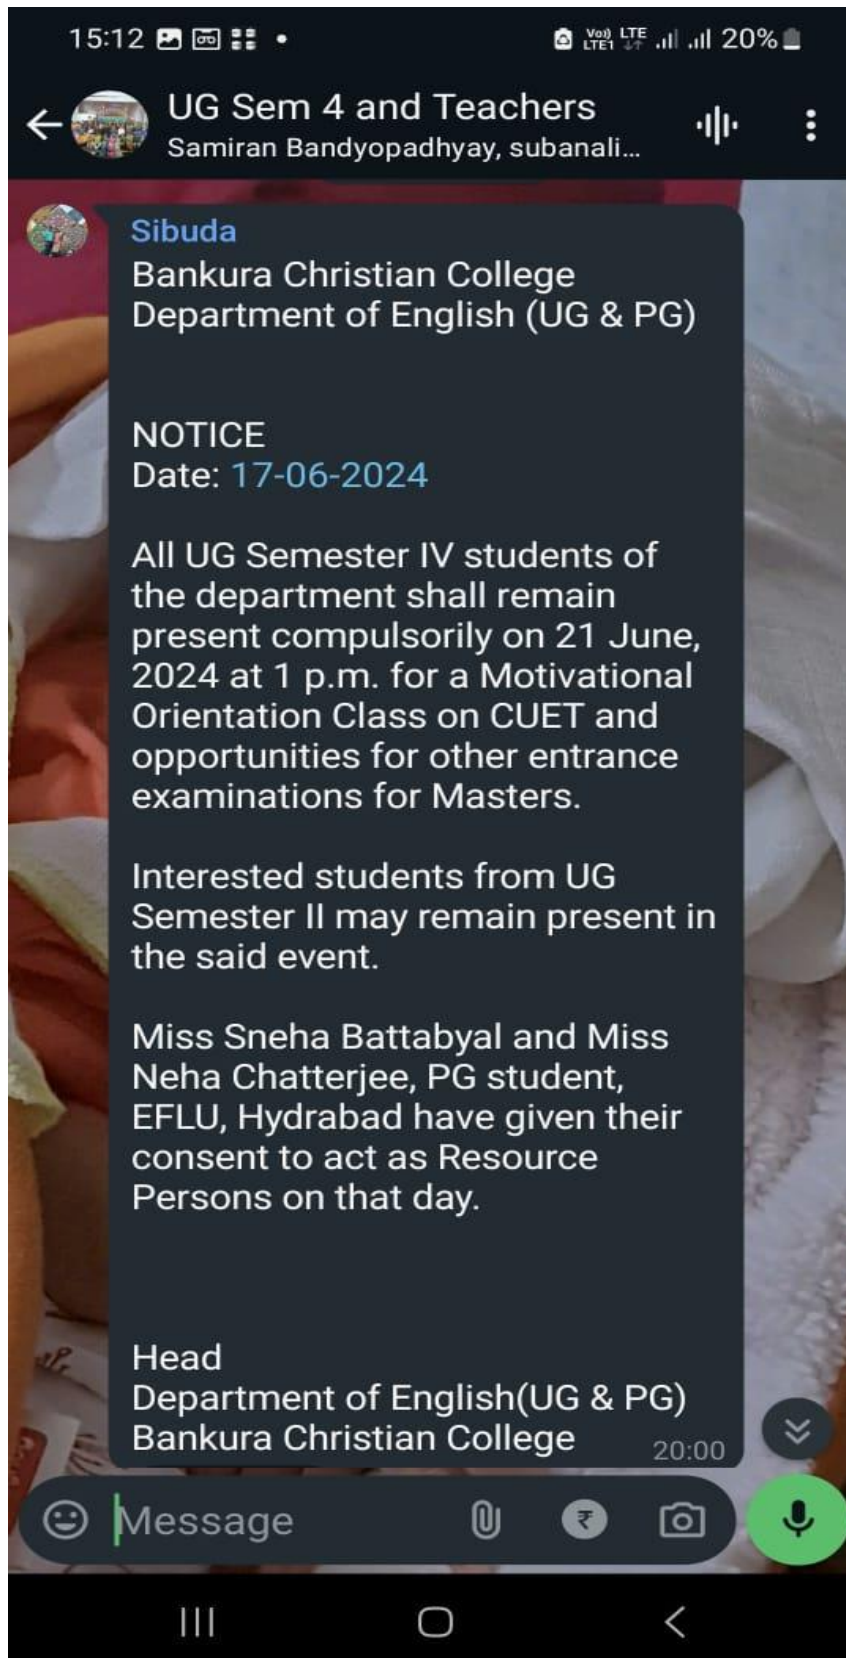 15:12
Vo)) LTE
LTE1
20%
UG Sem 4 and Teachers
Samiran Bandyopadhyay, subanali...
Sibuda
Bankura Christian College
Department of English (UG & PG)
NOTICE
Date: 17-06-2024
All UG Semester IV students of
the department shall remain
present compulsorily on 21 June,
2024 at 1 p.m. for a Motivational
Orientation Class on CUET and
opportunities for other entrance
examinations for Masters.
Interested students from UG
Semester II may remain present in
the said event.
Miss Sneha Battabyal and Miss
Neha Chatterjee, PG student,
EFLU, Hydrabad have given their
consent to act as Resource
Persons on that day.
Head
Department of English(UG & PG)
Bankura Christian College
20:00
Message
₹